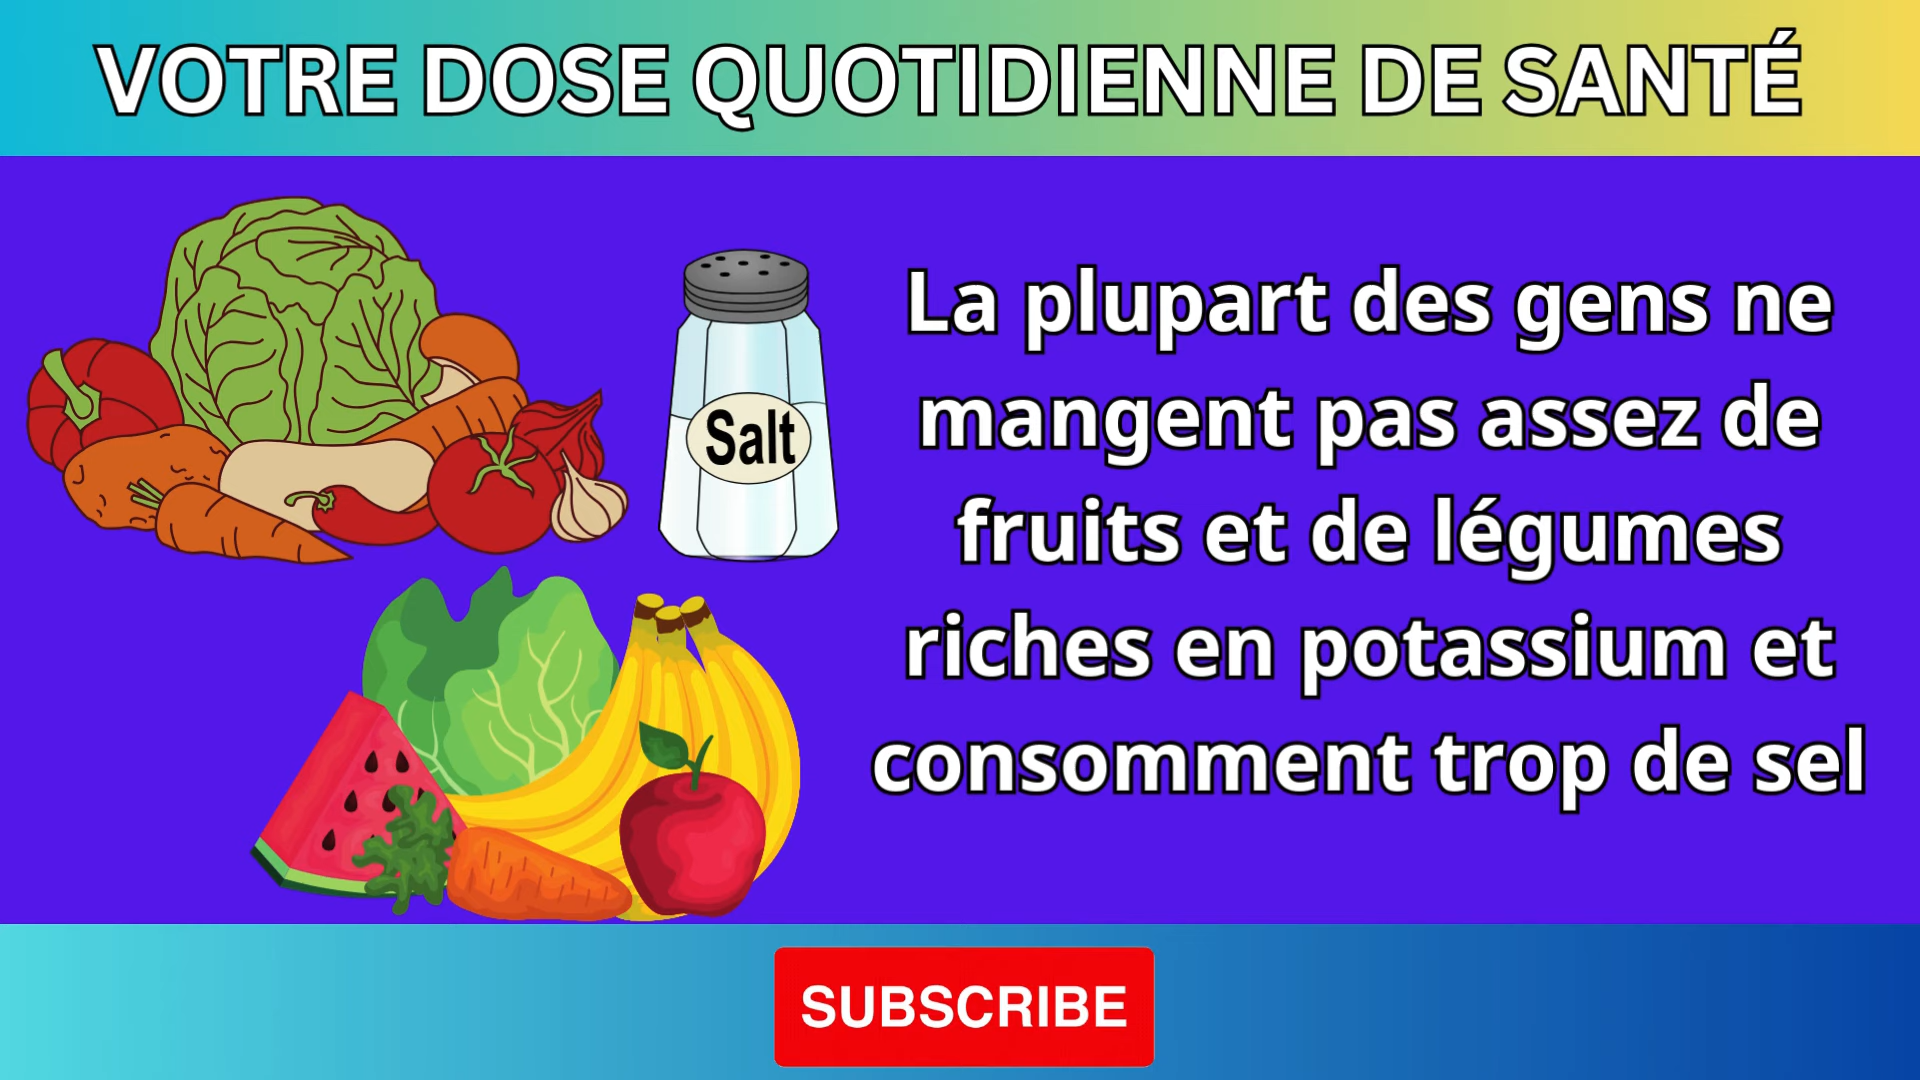 VOTRE DOSE QUOTIDIENNE DE SANTÉ
Salt
La plupart des gens ne
mangent pas assez de
fruits et de légumes
riches en potassium et
consomment trop de sel
SUBSCRIBE